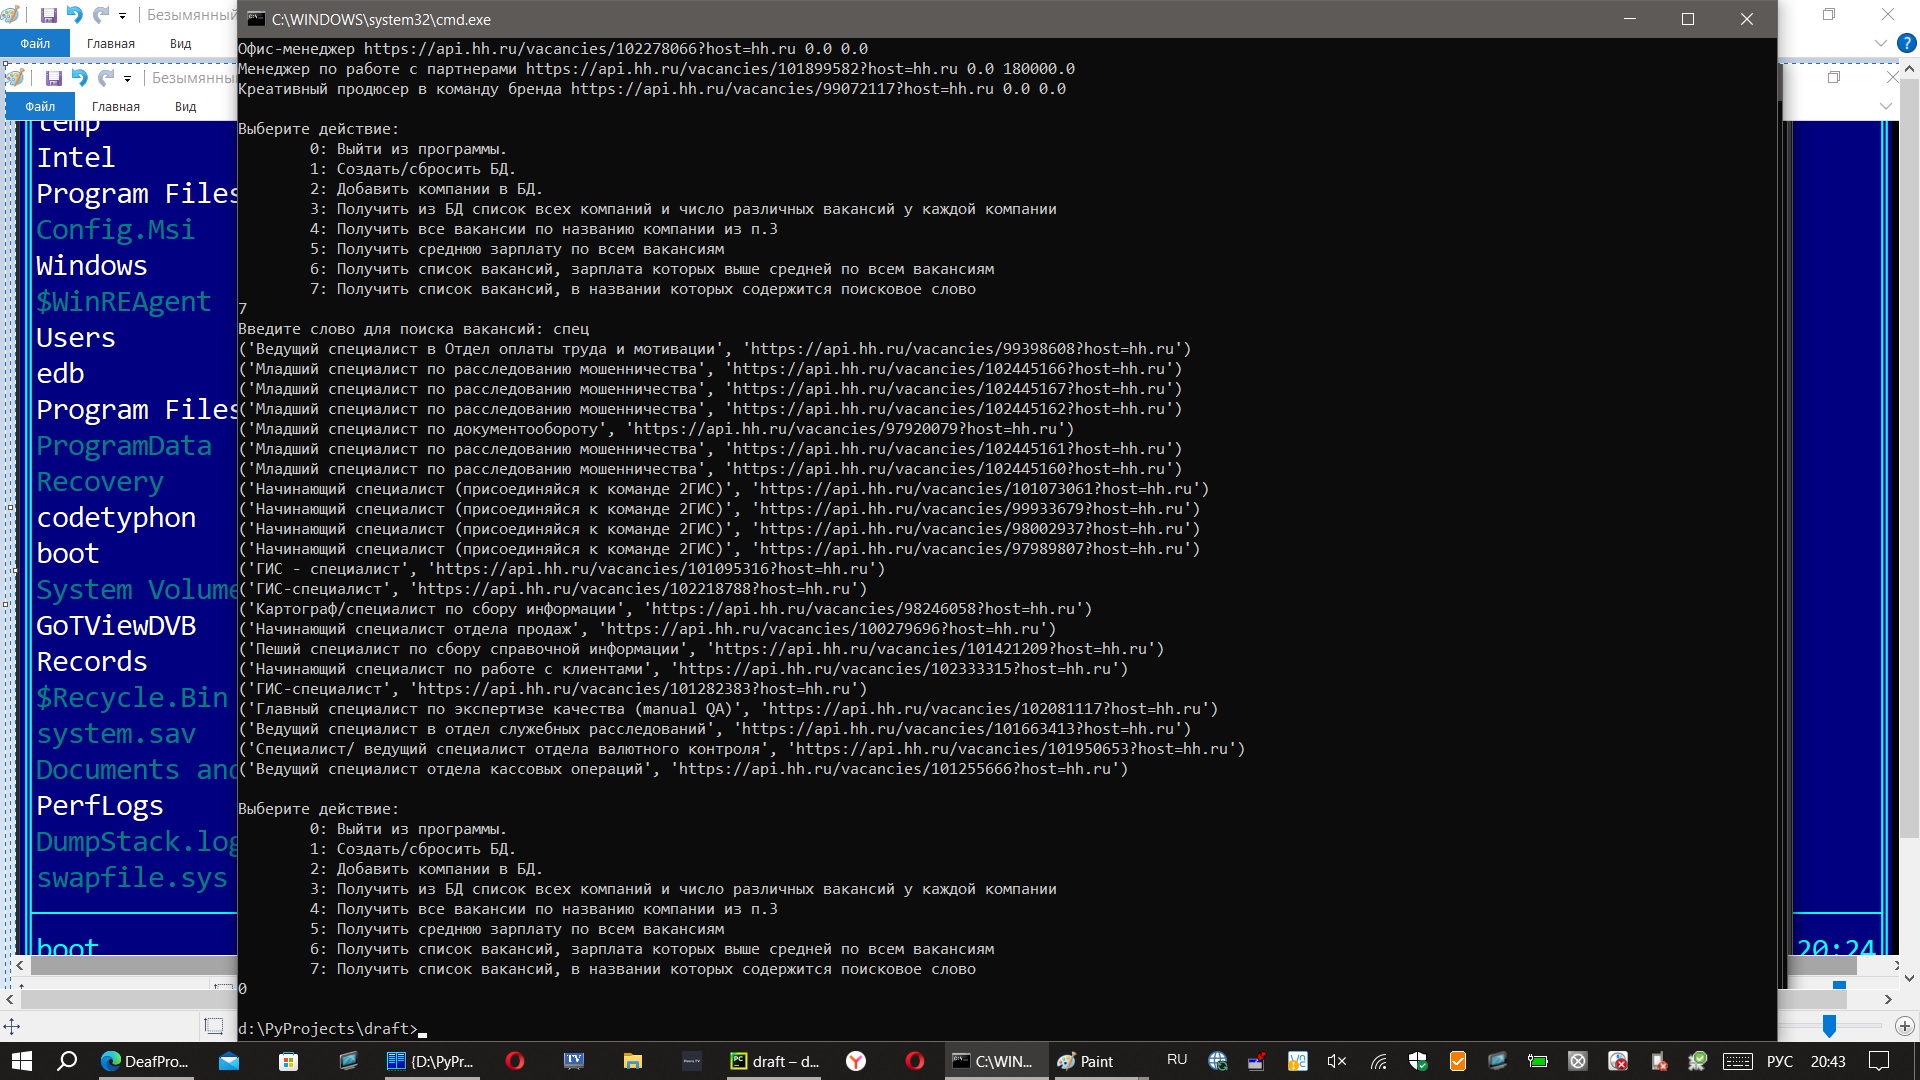 Безымянный
C:\WINDOWS\system32\cmd.exe
Файл Главная Вид
Безымянны
Файл Главная Вид
temp
Intel
Program Files
Config.Msi
Windows
$WinREAgent
Users
edb
Program Files
ProgramData
Recovery
codetyphon
boot
System Volume
GoTViewDVB
Records
$Recycle.Bin
system.sav
Documents and
PerfLogs
DumpStack.log
swapfile.sys
boot
20:24
Офис-менеджер https://api.hh.ru/vacancies/102278066?host=hh.ru 0.0 0.0
Менеджер по работе с партнерами https://api.hh.ru/vacancies/101899582?host=hh.ru 0.0 180000.0
Креативный продюсер в команду бренда https://api.hh.ru/vacancies/99072117?host=hh.ru 0.0 0.0
Выберите действие:
0: Выйти из программы.
1: Создать/сбросить БД.
2: Добавить компании в БД.
3: Получить из БД список всех компаний и число различных вакансий у каждой компании
4: Получить все вакансии по названию компании из п.3
5: Получить среднюю зарплату по всем вакансиям
6: Получить список вакансий, зарплата которых выше средней по всем вакансиям
7: Получить список вакансий, в названии которых содержится поисковое слово
7
Введите слово для поиска вакансий: спец
('Ведущий специалист в Отдел оплаты труда и мотивации', 'https://api.hh.ru/vacancies/99398608?host=hh.ru')
('Младший специалист по расследованию мошенничества', 'https://api.hh.ru/vacancies/102445166?host=hh.ru')
('Младший специалист по расследованию мошенничества', 'https://api.hh.ru/vacancies/102445167?host=hh.ru')
('Младший специалист по расследованию мошенничества', 'https://api.hh.ru/vacancies/102445162?host=hh.ru')
('Младший специалист по документообороту', 'https://api.hh.ru/vacancies/97920079?host=hh.ru')
('Младший специалист по расследованию мошенничества', 'https://api.hh.ru/vacancies/102445161?host=hh.ru')
('Младший специалист по расследованию мошенничества', 'https://api.hh.ru/vacancies/102445160?host=hh.ru')
('Начинающий специалист (присоединяйся к команде 2ГИС)', 'https://api.hh.ru/vacancies/101073061?host=hh.ru')
('Начинающий специалист (присоединяйся к команде 2ГИС)', 'https://api.hh.ru/vacancies/99933679?host=hh.ru')
('Начинающий специалист (присоединяйся к команде 2ГИС)', 'https://api.hh.ru/vacancies/98002937?host=hh.ru')
('Начинающий специалист (присоединяйся к команде 2ГИС)', 'https://api.hh.ru/vacancies/97989807?host=hh.ru')
('ГИС - специалист', 'https://api.hh.ru/vacancies/101095316?host=hh.ru')
('ГИС-специалист', 'https://api.hh.ru/vacancies/102218788?host=hh.ru')
('Картограф/специалист по сбору информации', 'https://api.hh.ru/vacancies/98246058?host=hh.ru')
('Начинающий специалист отдела продаж', 'https://api.hh.ru/vacancies/100279696?host=hh.ru')
('Пеший специалист по сбору справочной информации', 'https://api.hh.ru/vacancies/101421209?host=hh.ru')
('Начинающий специалист по работе с клиентами', 'https://api.hh.ru/vacancies/102333315?host=hh.ru')
('ГИС-специалист', 'https://api.hh.ru/vacancies/101282383?host=hh.ru')
('Главный специалист по экспертизе качества (manual QA)', 'https://api.hh.ru/vacancies/102081117?host=hh.ru')
('Ведущий специалист в отдел служебных расследований', 'https://api.hh.ru/vacancies/101663413?host=hh.ru')
('Специалист/ ведущий специалист отдела валютного контроля', 'https://api.hh.ru/vacancies/101950653?host=hh.ru')
('Ведущий специалист отдела кассовых операций', 'https://api.hh.ru/vacancies/101255666?host=hh.ru')
Выберите действие:
0: Выйти из программы.
1: Создать/сбросить БД.
2: Добавить компании в БД.
3: Получить из БД список всех компаний и число различных вакансий у каждой компании
4: Получить все вакансии по названию компании из п.3
5: Получить среднюю зарплату по всем вакансиям
6: Получить список вакансий, зарплата которых выше средней по всем вакансиям
7: Получить список вакансий, в названии которых содержится поисковое слово
0
d:\PyProjects\draft>
DeafPro... {D:\PyPr... TV PC draft – d... C:\WIN... Paint RU РУС 20:43